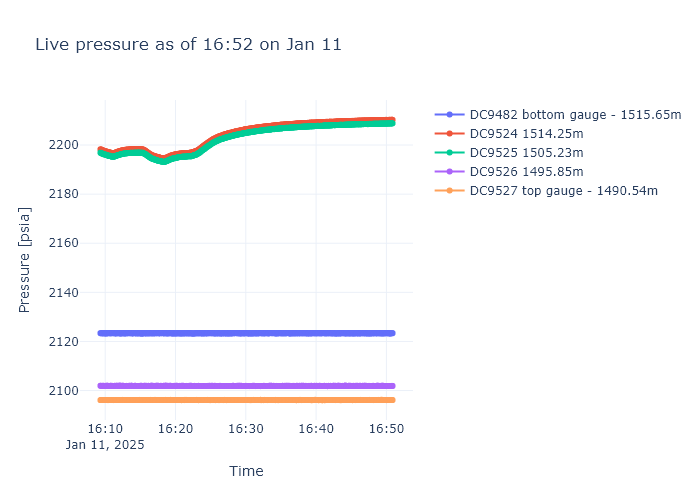 Live pressure as of 16:52 on Jan 11
DC9482 bottom gauge - 1515.65m
DC9524 1514.25m
DC9525 1505.23m
DC9526 1495.85m
DC9527 top gauge - 1490.54m
Pressure [psia]
2200
2180
2160
2140
2120
2100
16:10
16:20
16:30
16:40
16:50
Jan 11, 2025
Time